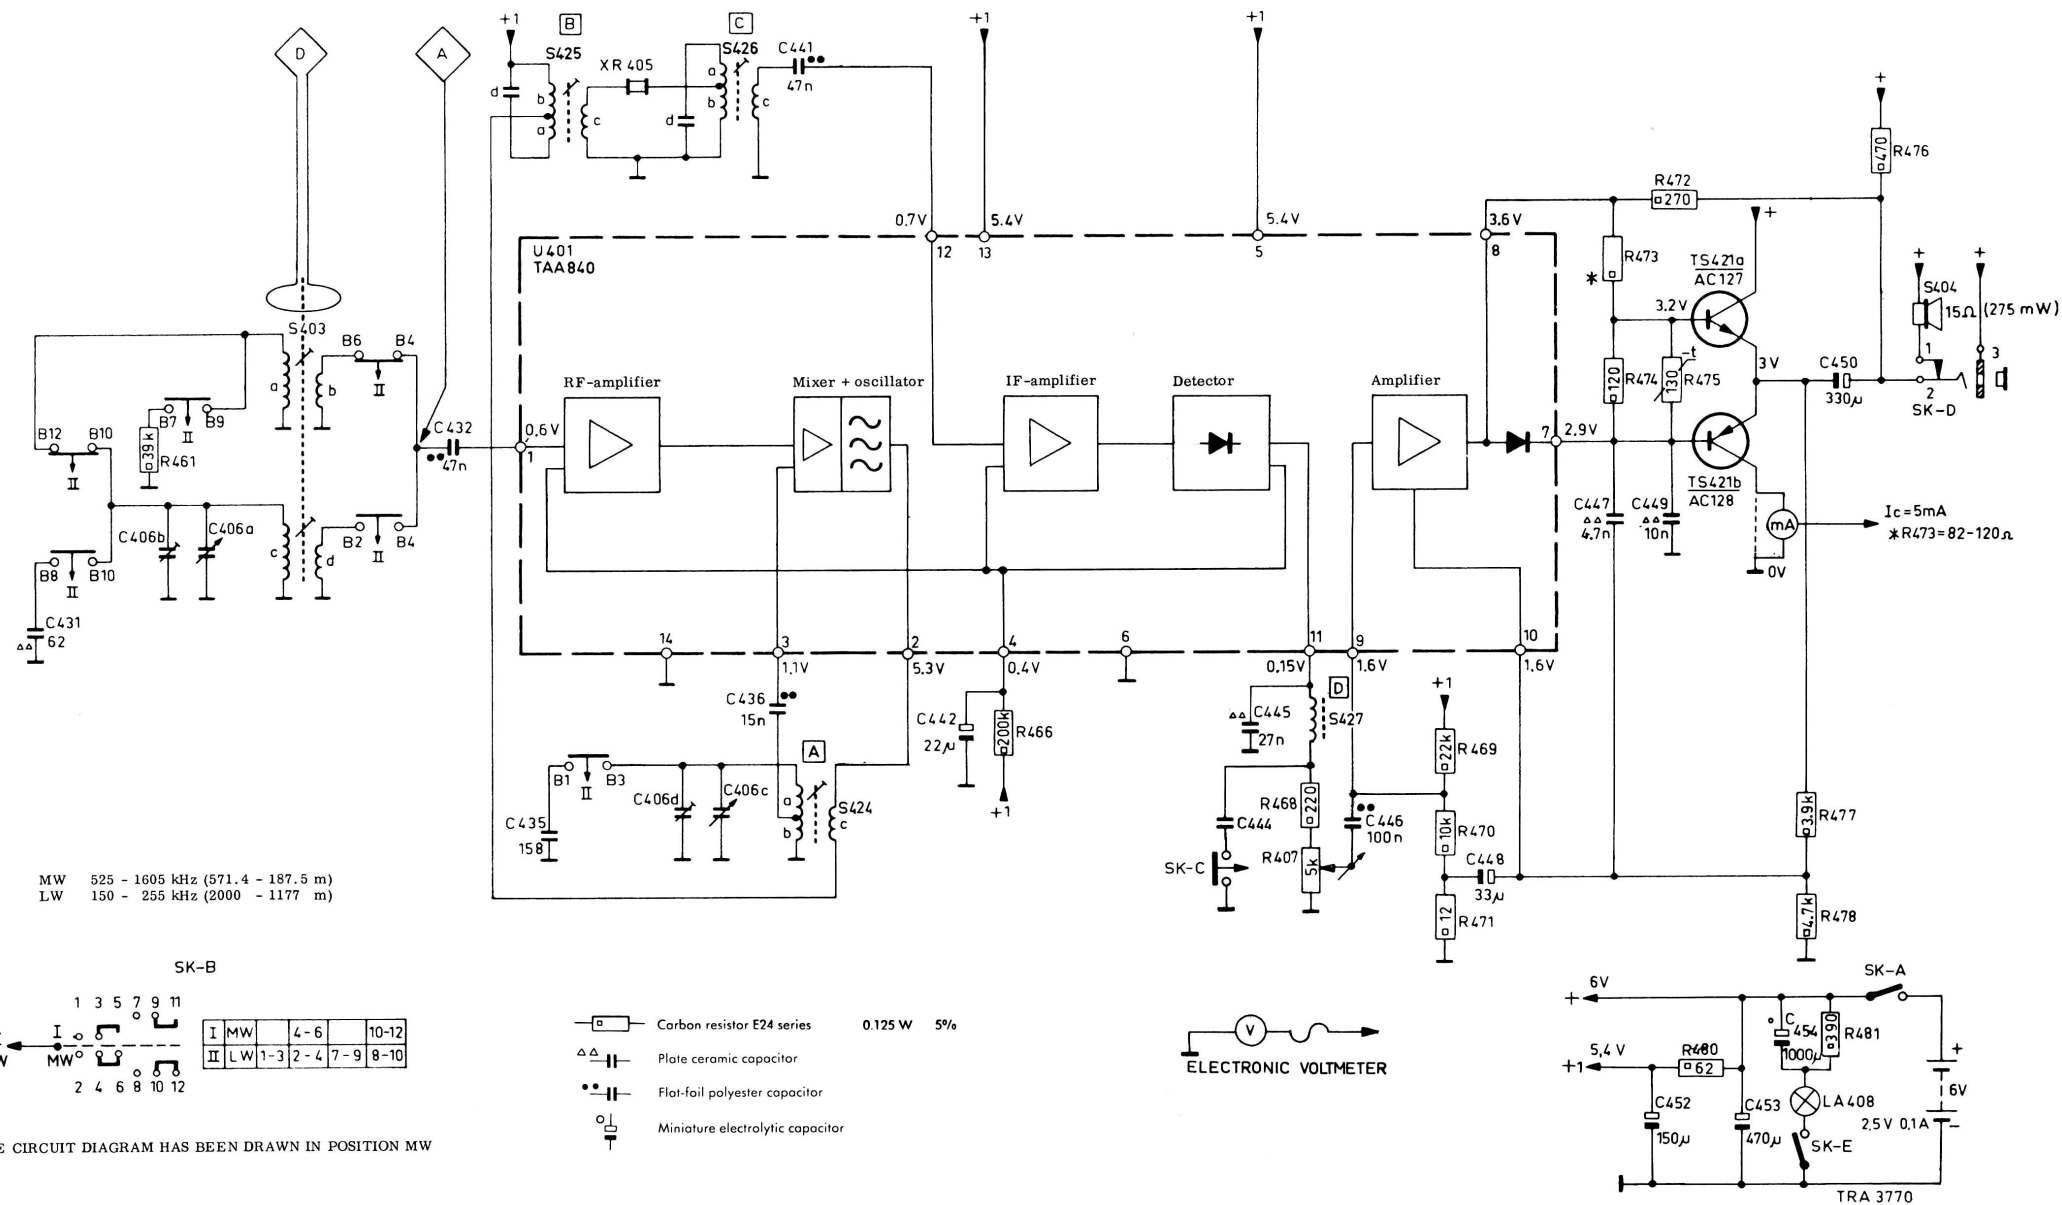 D
A
+1
B
S425
XR 405
C
S426
C441
47n
+1
+1
d
b
a
c
a
b
d
c
+
470
R476
R472
270
0.7V
5.4V
5.4V
3.6V
12
13
5
8
U401
TAA840
R473
*
TS421a
AC127
+
3.2V
+
+
S404
15Ω (275 mW)
1
3
2
SK-D
S403
a
b
B6
B4
II
B7
B9
II
39k
R461
B12
B10
II
C432
47n
RF-amplifier
Mixer + oscillator
IF-amplifier
Detector
Amplifier
0.6V
1
7
2.9V
120
R474
-t
130
R475
3V
C450
330µ
TS421b
AC128
C447
4.7n
C449
10n
mA
Ic=5mA
*R473=82-120Ω
0V
C406b
C406a
c
d
B2
B4
II
B8
B10
II
C431
62
14
3
1,1V
2
5.3V
4
0.4V
6
11
0,15V
9
1.6V
10
1,6V
C436
15n
C442
22µ
200k
R466
+1
A
B1
B3
II
C406d
C406c
a
b
S424
c
C435
158
D
C445
27n
S427
+1
22k
R469
R468
220
C446
100n
10k
R470
C444
SK-C
R407
5k
C448
33µ
12
R471
3.9k
R477
4.7k
R478
MW 525 - 1605 kHz (571.4 - 187.5 m)
LW 150 - 255 kHz (2000 - 1177 m)
SK-B
1 3 5 7 9 11
I
MW
2 4 6 8 10 12
I MW 4-6 10-12
II LW 1-3 2-4 7-9 8-10
E CIRCUIT DIAGRAM HAS BEEN DRAWN IN POSITION MW
Carbon resistor E24 series 0.125 W 5%
Plate ceramic capacitor
Flat-foil polyester capacitor
Miniature electrolytic capacitor
V
ELECTRONIC VOLTMETER
SK-A
+
6V
C454
1000µ
390
R481
+1
5,4 V
R480
62
C452
150µ
C453
470µ
LA408
2,5V 0,1A
SK-E
+
6V
-
TRA 3770